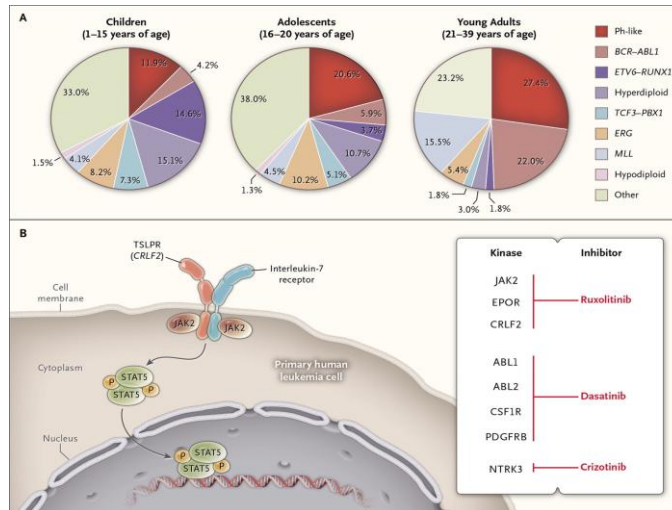 A
Children
(1–15 years of age)
Adolescents
(16–20 years of age)
Young Adults
(21–39 years of age)
11.9%
4.2%
14.6%
15.1%
7.3%
8.2%
4.1%
1.5%
33.0%
20.6%
5.9%
3.7%
10.7%
5.1%
10.2%
4.5%
1.3%
38.0%
27.4%
22.0%
1.8%
3.0%
1.8%
5.4%
15.5%
23.2%
Ph-like
BCR–ABL1
ETV6–RUNX1
Hyperdiploid
TCF3–PBX1
ERG
MLL
Hypodiploid
Other
B
TSLPR
(CRLF2)
Interleukin-7
receptor
Cell
membrane
JAK2
JAK2
Cytoplasm
Primary human
leukemia cell
P
STAT5
STAT5
P
Nucleus
STAT5
P
P
STAT5
Kinase
Inhibitor
JAK2
EPOR
CRLF2
Ruxolitinib
ABL1
ABL2
CSF1R
PDGFRB
Dasatinib
NTRK3
Crizotinib